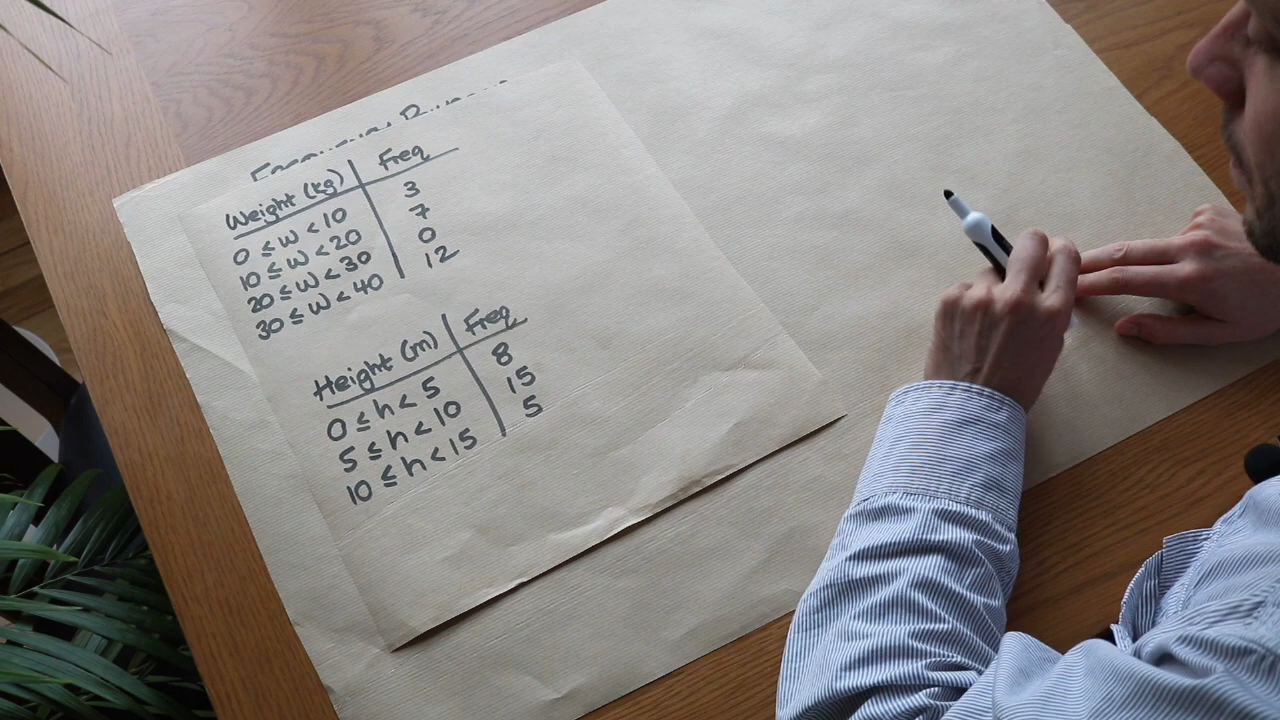 Weight (kg) Freq
0 ≤ w < 10 3
10 ≤ w < 20 7
20 ≤ w < 30 0
30 ≤ w < 40 12
Height (m) Freq
0 ≤ h < 5 8
5 ≤ h < 10 15
10 ≤ h < 15 5